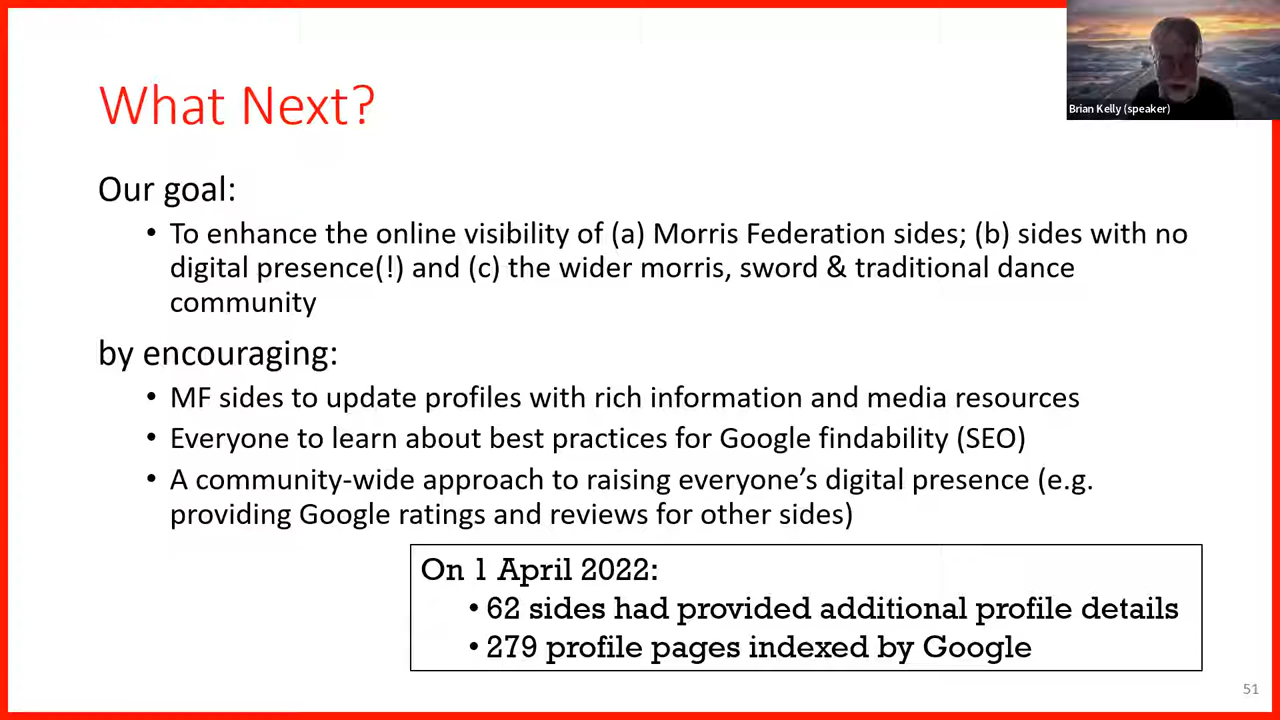 What Next?
Brian Kelly (speaker)
Our goal:
• To enhance the online visibility of (a) Morris Federation sides; (b) sides with no
digital presence(!) and (c) the wider morris, sword & traditional dance
community
by encouraging:
• MF sides to update profiles with rich information and media resources
• Everyone to learn about best practices for Google findability (SEO)
• A community-wide approach to raising everyone’s digital presence (e.g.
providing Google ratings and reviews for other sides)
On 1 April 2022:
• 62 sides had provided additional profile details
• 279 profile pages indexed by Google
51